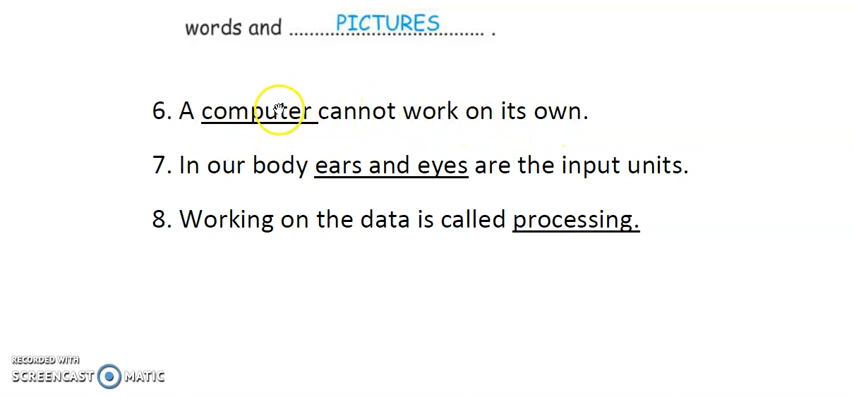 words and ............PICTURES............ .
6. A computer cannot work on its own.
7. In our body ears and eyes are the input units.
8. Working on the data is called processing.
RECORDED WITH
SCREENCAST MATIC